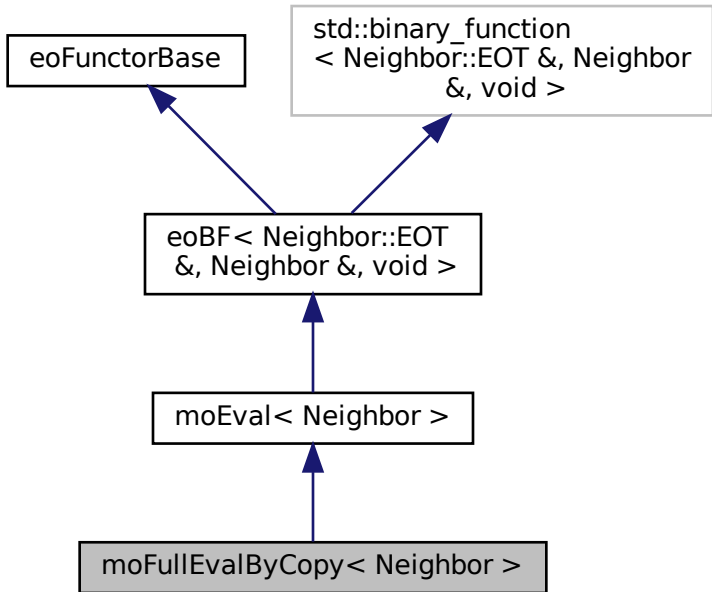 eoFunctorBase
std::binary_function
< Neighbor::EOT &, Neighbor
&, void >
eoBF< Neighbor::EOT
&, Neighbor &, void >
moEval< Neighbor >
moFullEvalByCopy< Neighbor >